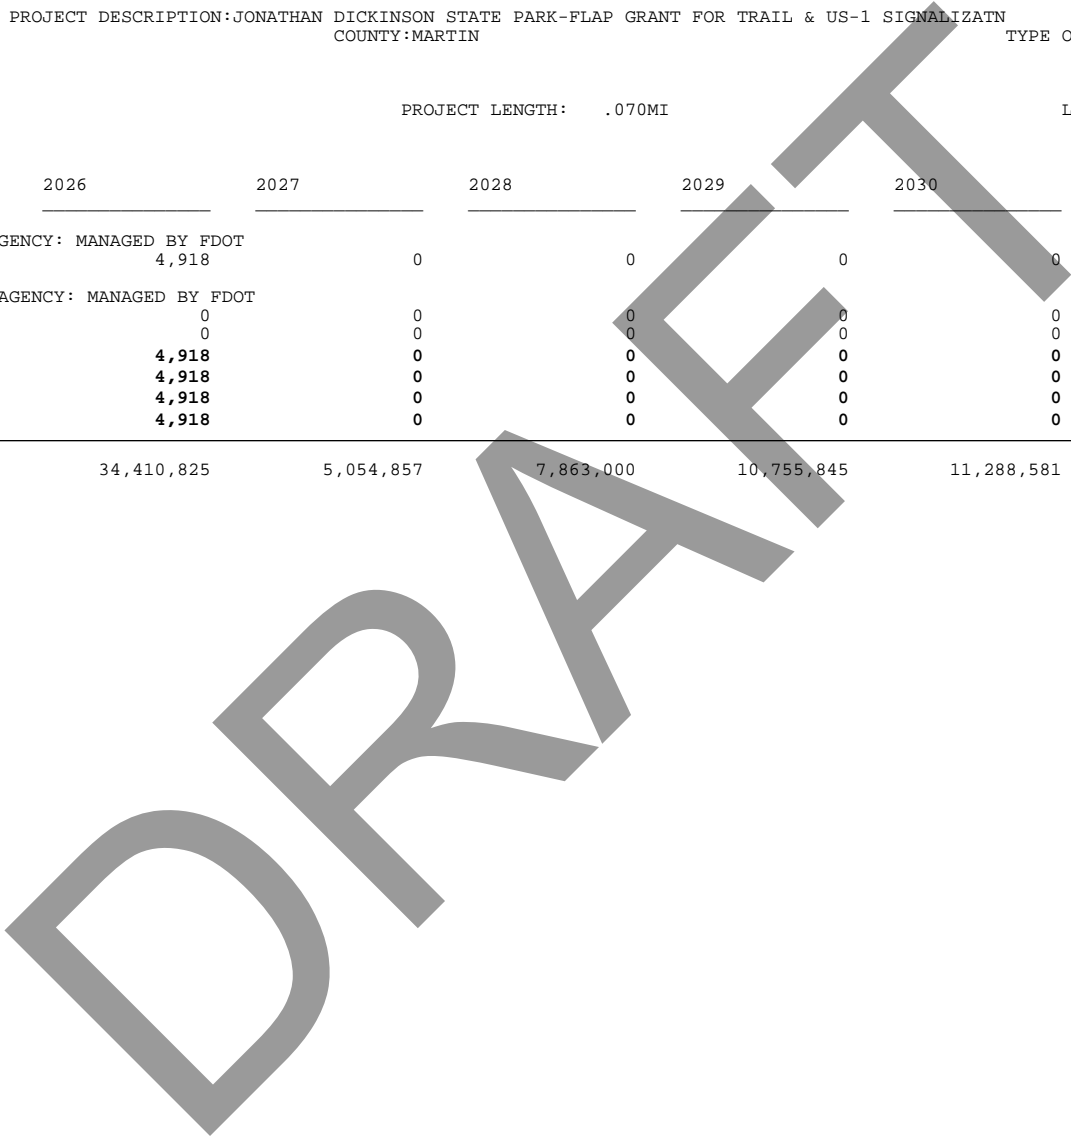 PROJECT DESCRIPTION:JONATHAN DICKINSON STATE PARK-FLAP GRANT FOR TRAIL & US-1 SIGNALIZATN
COUNTY:MARTIN TYPE O
PROJECT LENGTH: .070MI L
2026 2027 2028 2029 2030
GENCY: MANAGED BY FDOT
4,918 0 0 0 0
AGENCY: MANAGED BY FDOT
0 0 0 0 0
0 0 0 0 0
4,918 0 0 0 0
4,918 0 0 0 0
4,918 0 0 0 0
4,918 0 0 0 0
34,410,825 5,054,857 7,863,000 10,755,845 11,288,581
DRAFT